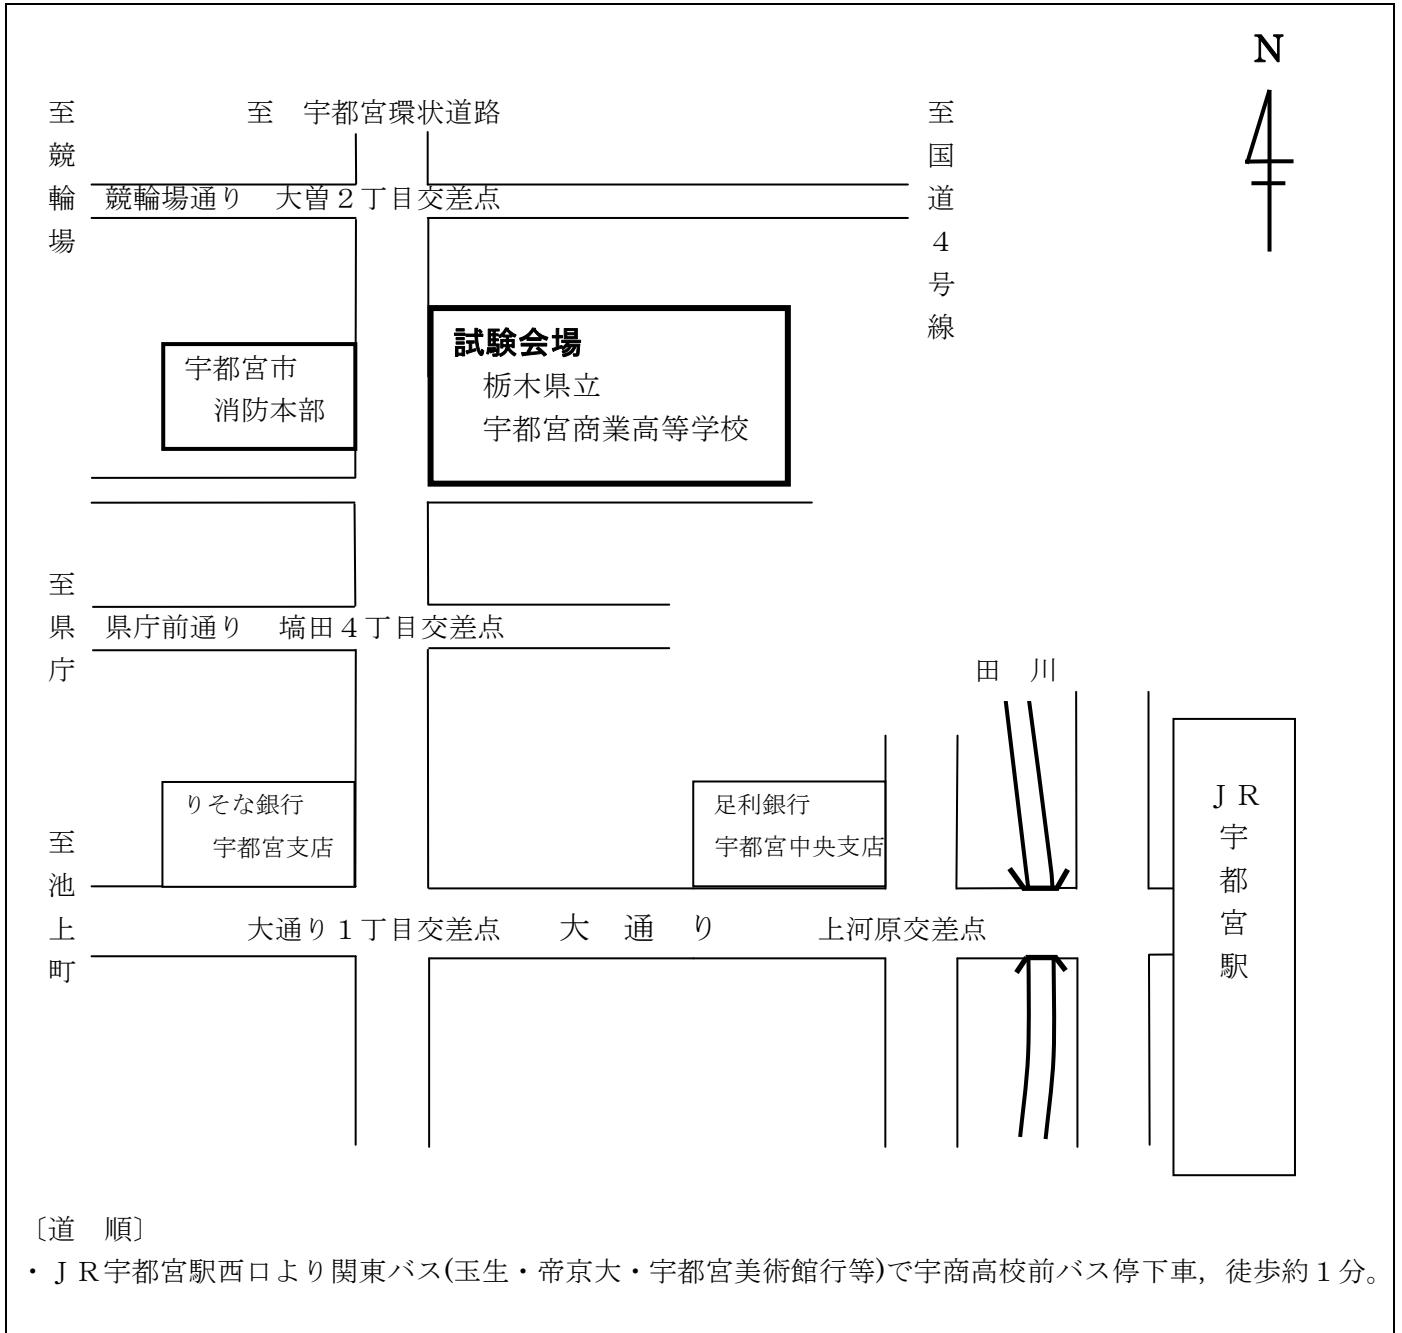 N
至競輪場
至　宇都宮環状道路
至国道４号線
競輪場通り　大曽２丁目交差点
試験会場
栃木県立
宇都宮商業高等学校
宇都宮市
消防本部
至県庁
県庁前通り　塙田４丁目交差点
田　川
りそな銀行
宇都宮支店
足利銀行
宇都宮中央支店
ＪＲ宇都宮駅
至池上町
大通り１丁目交差点　大　通　り　上河原交差点
〔道　順〕
・ＪＲ宇都宮駅西口より関東バス(玉生・帝京大・宇都宮美術館行等)で宇商高校前バス停下車，徒歩約１分。